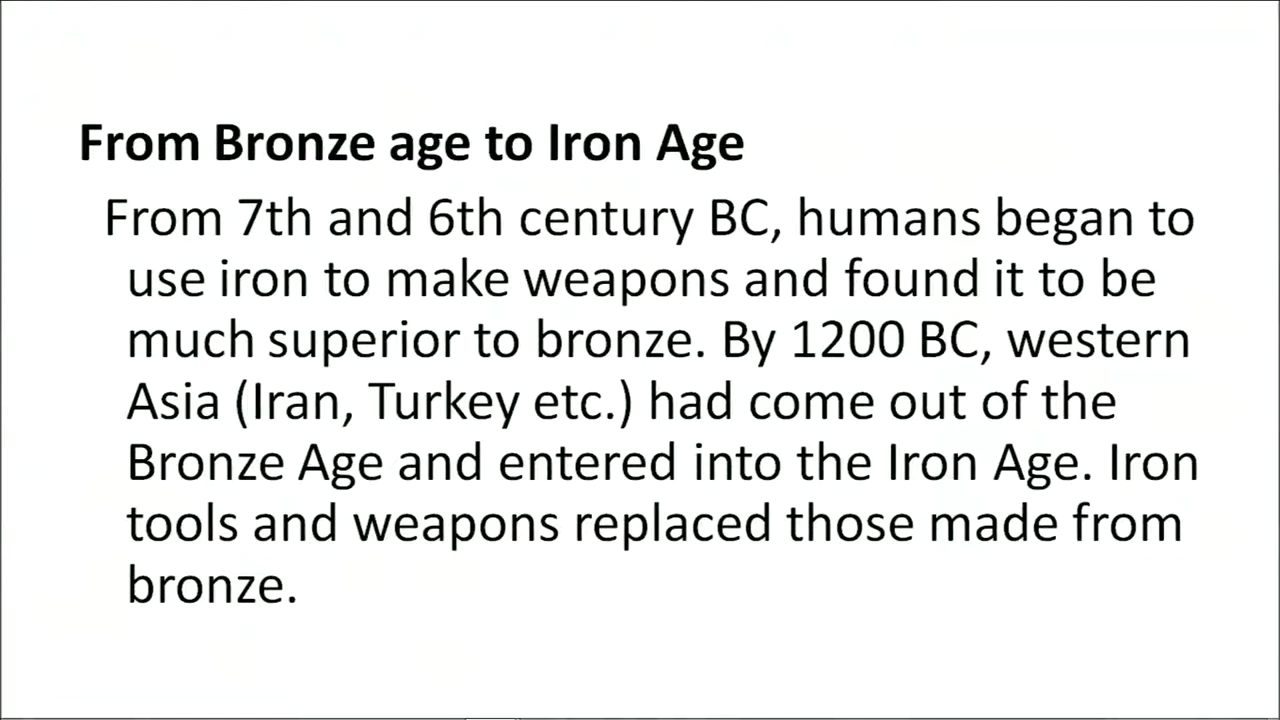 From Bronze age to Iron Age
From 7th and 6th century BC, humans began to
use iron to make weapons and found it to be
much superior to bronze. By 1200 BC, western
Asia (Iran, Turkey etc.) had come out of the
Bronze Age and entered into the Iron Age. Iron
tools and weapons replaced those made from
bronze.